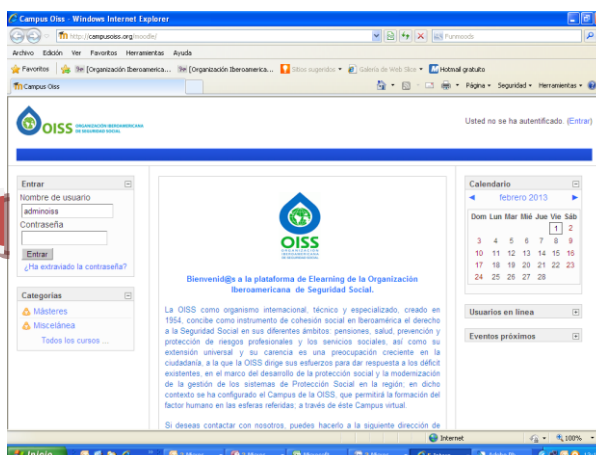 Campus Oiss - Windows Internet Explorer
http://campusoiss.org/moodle/
Funmoods
Archivo Edición Ver Favoritos Herramientas Ayuda
Favoritos [Organización Iberoamerica... [Organización Iberoamerica... Sitios sugeridos Galería de Web Slice Hotmail gratuito
Campus Oiss
Página Seguridad Herramientas
OISS ORGANIZACIÓN IBEROAMERICANA DE SEGURIDAD SOCIAL
Usted no se ha autentificado. (Entrar)
Entrar
Nombre de usuario
adminoiss
Contraseña
Entrar
¿Ha extraviado la contraseña?
Categorías
Másteres
Miscelánea
Todos los cursos ...
OISS
ORGANIZACIÓN
IBEROAMERICANA
DE SEGURIDAD SOCIAL
Bienvenid@s a la plataforma de Elearning de la Organización
Iberoamericana de Seguridad Social.
La OISS como organismo internacional, técnico y especializado, creado en
1954, concibe como instrumento de cohesión social en Iberoamérica el derecho
a la Seguridad Social en sus diferentes ámbitos: pensiones, salud, prevención y
protección de riesgos profesionales y los servicios sociales, así como su
extensión universal y su carencia es una preocupación creciente en la
ciudadanía, a la que la OISS dirige sus esfuerzos para dar respuesta a los déficit
existentes, en el marco del desarrollo de la protección social y la modernización
de la gestión de los sistemas de Protección Social en la región; en dicho
contexto se ha configurado el Campus de la OISS, que permitirá la formación del
factor humano en las esferas referidas; a través de éste Campus virtual.
Si deseas contactar con nosotros, puedes hacerlo a la siguiente dirección de
Calendario
febrero 2013
Dom Lun Mar Mié Jue Vie Sáb
1 2
3 4 5 6 7 8 9
10 11 12 13 14 15 16
17 18 19 20 21 22 23
24 25 26 27 28
Usuarios en línea
Eventos próximos
Internet
100%
Inicio